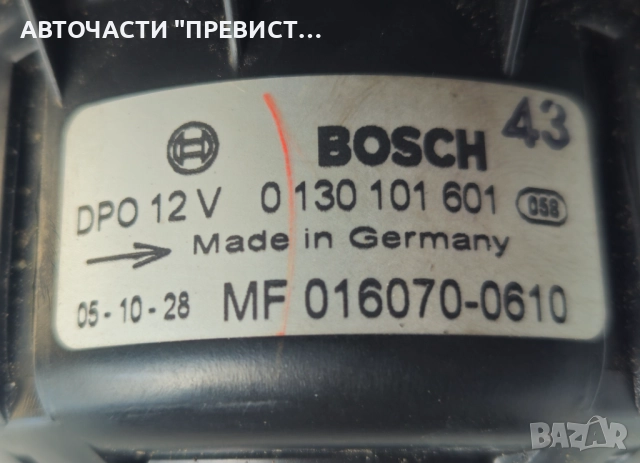 АВТОЧАСТИ "ПРЕВИСТ...
BOSCH 43
DPO 12 V 0 130 101 601 058
Made in Germany
05-10-28 MF 016070-0610
BAZAR